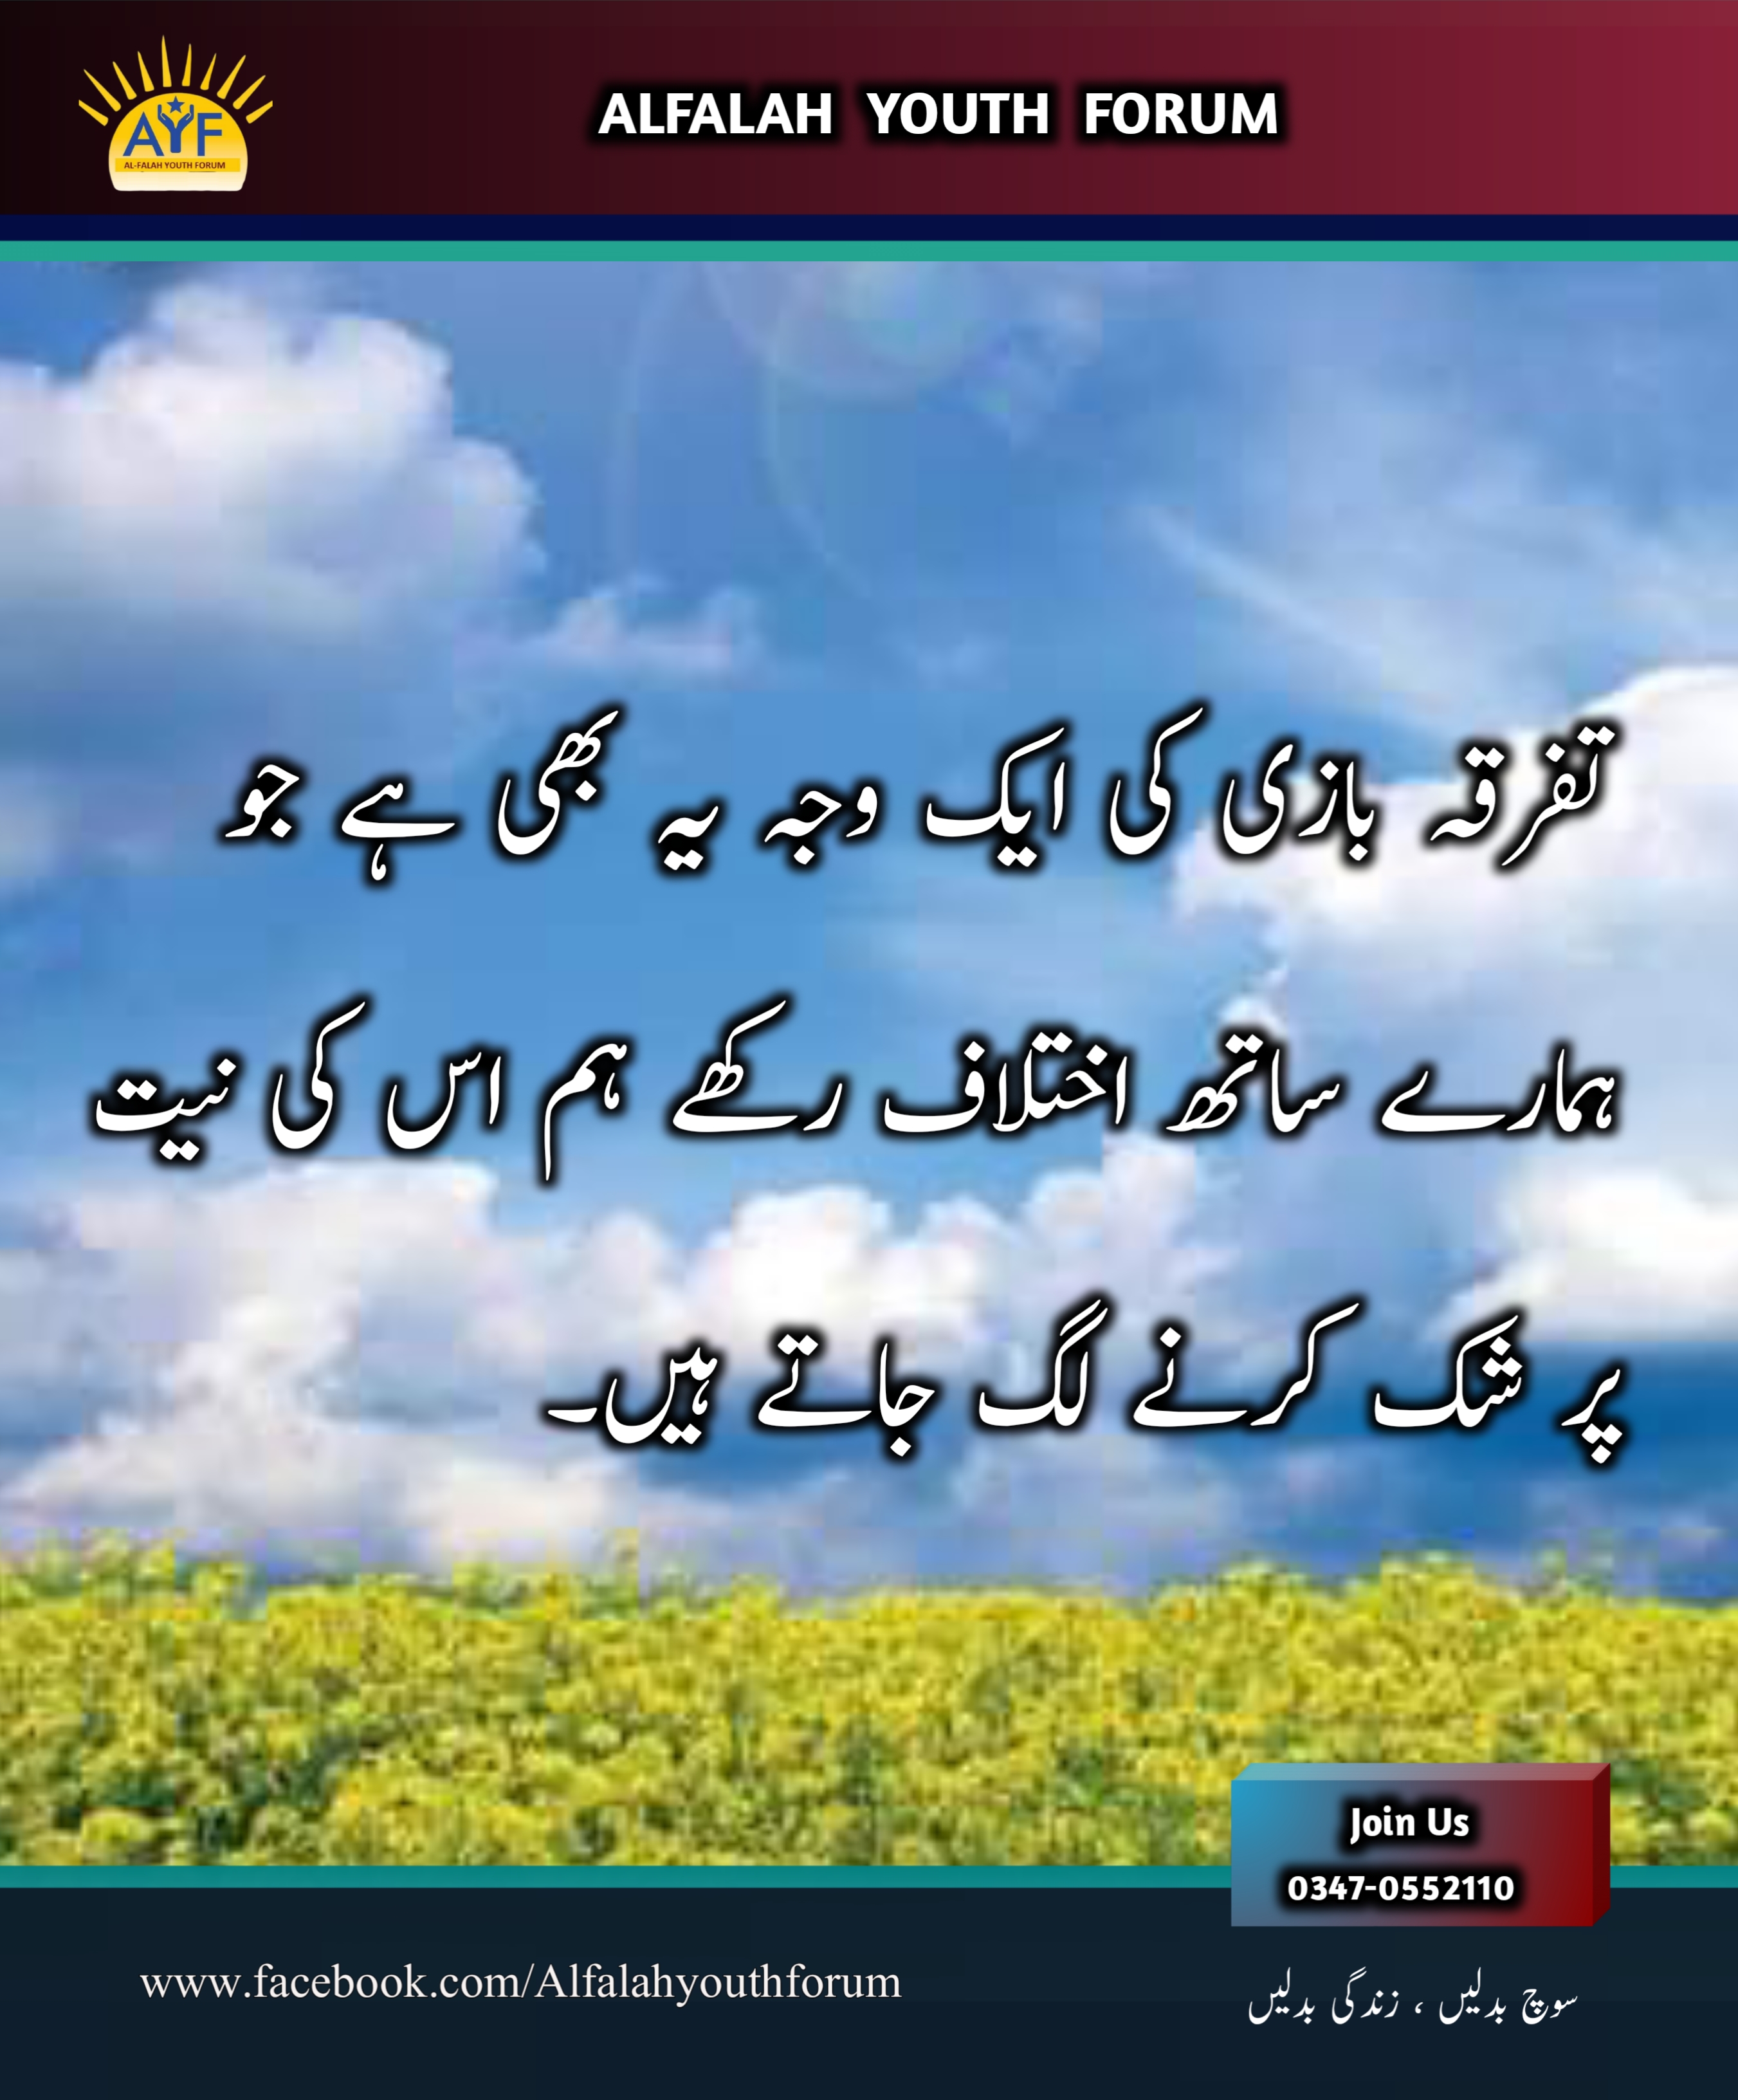 AYF
AL-FALAH YOUTH FORUM
ALFALAH YOUTH FORUM
تفرقہ بازی کی ایک وجہ یہ بھی ہے جو
ہمارے ساتھ اختلاف رکھے ہم اس کی نیت
پر شک کرنے لگ جاتے ہیں۔
Join Us
0347-0552110
www.facebook.com/Alfalahyouthforum
سوچ بدلیں ، زندگی بدلیں